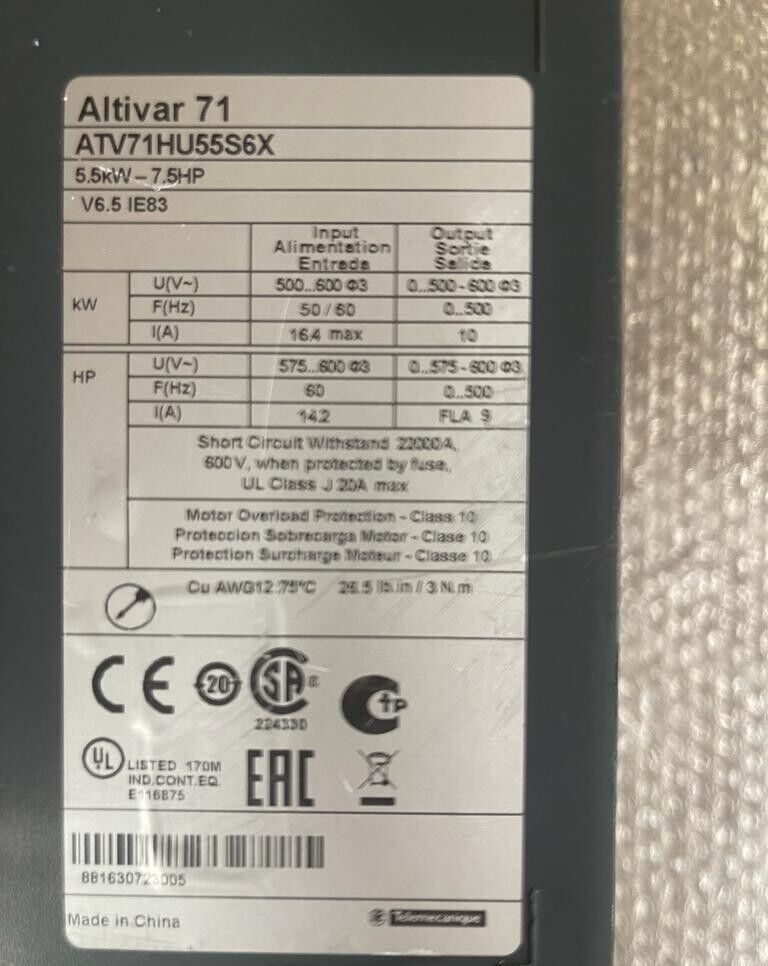 Altivar 71
ATV71HU55S6X
5.5kW – 7.5HP
V6.5 IE83
Input Output
Alimentation Sortie
Entrada Salida
kW U(V~) 500...600 Φ3 0...500-600 Φ3
F(Hz) 50 / 60 0...500
I(A) 16.4 max 10
HP U(V~) 575...600 Φ3 0...575-600 Φ3
F(Hz) 60 0...500
I(A) 14.2 FLA 9
Short Circuit Withstand 22000A,
600V, when protected by fuse,
UL Class J 20A max
Motor Overload Protection - Class 10
Proteccion Sobrecarga Motor - Clase 10
Protection Surcharge Moteur - Classe 10
Cu AWG12 75°C 26.5 lb.in // 3 N.m
CE 20 SA 
224330
UL LISTED 170M
IND.CONT.EQ.
E116875
EAC
Made in China Telemecanique